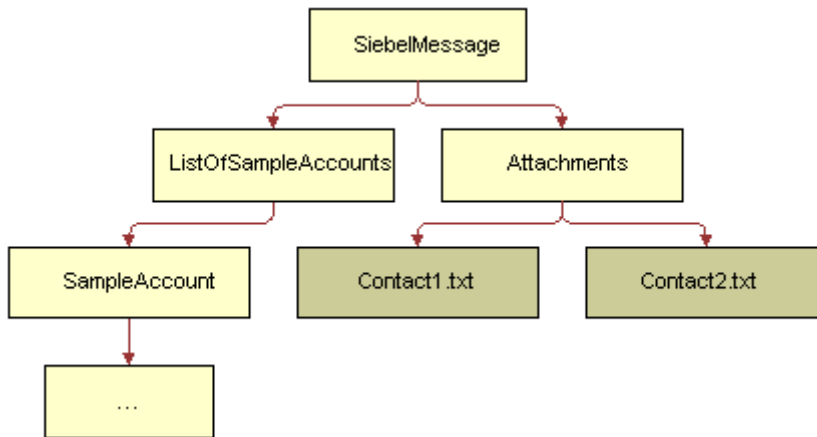 SiebelMessage
ListOfSampleAccounts
Attachments
SampleAccount
Contact1.txt
Contact2.txt
...